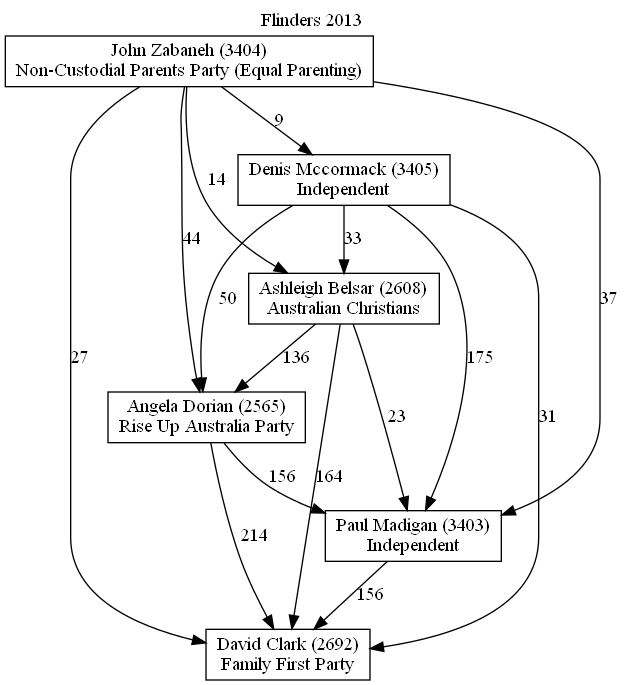 Flinders 2013
John Zabaneh (3404)
Non-Custodial Parents Party (Equal Parenting)
9
Denis Mccormack (3405)
Independent
14
44
33
Ashleigh Belsar (2608)
Australian Christians
50
37
27
136
175
Angela Dorian (2565)
Rise Up Australia Party
23
31
156
164
Paul Madigan (3403)
Independent
214
156
David Clark (2692)
Family First Party